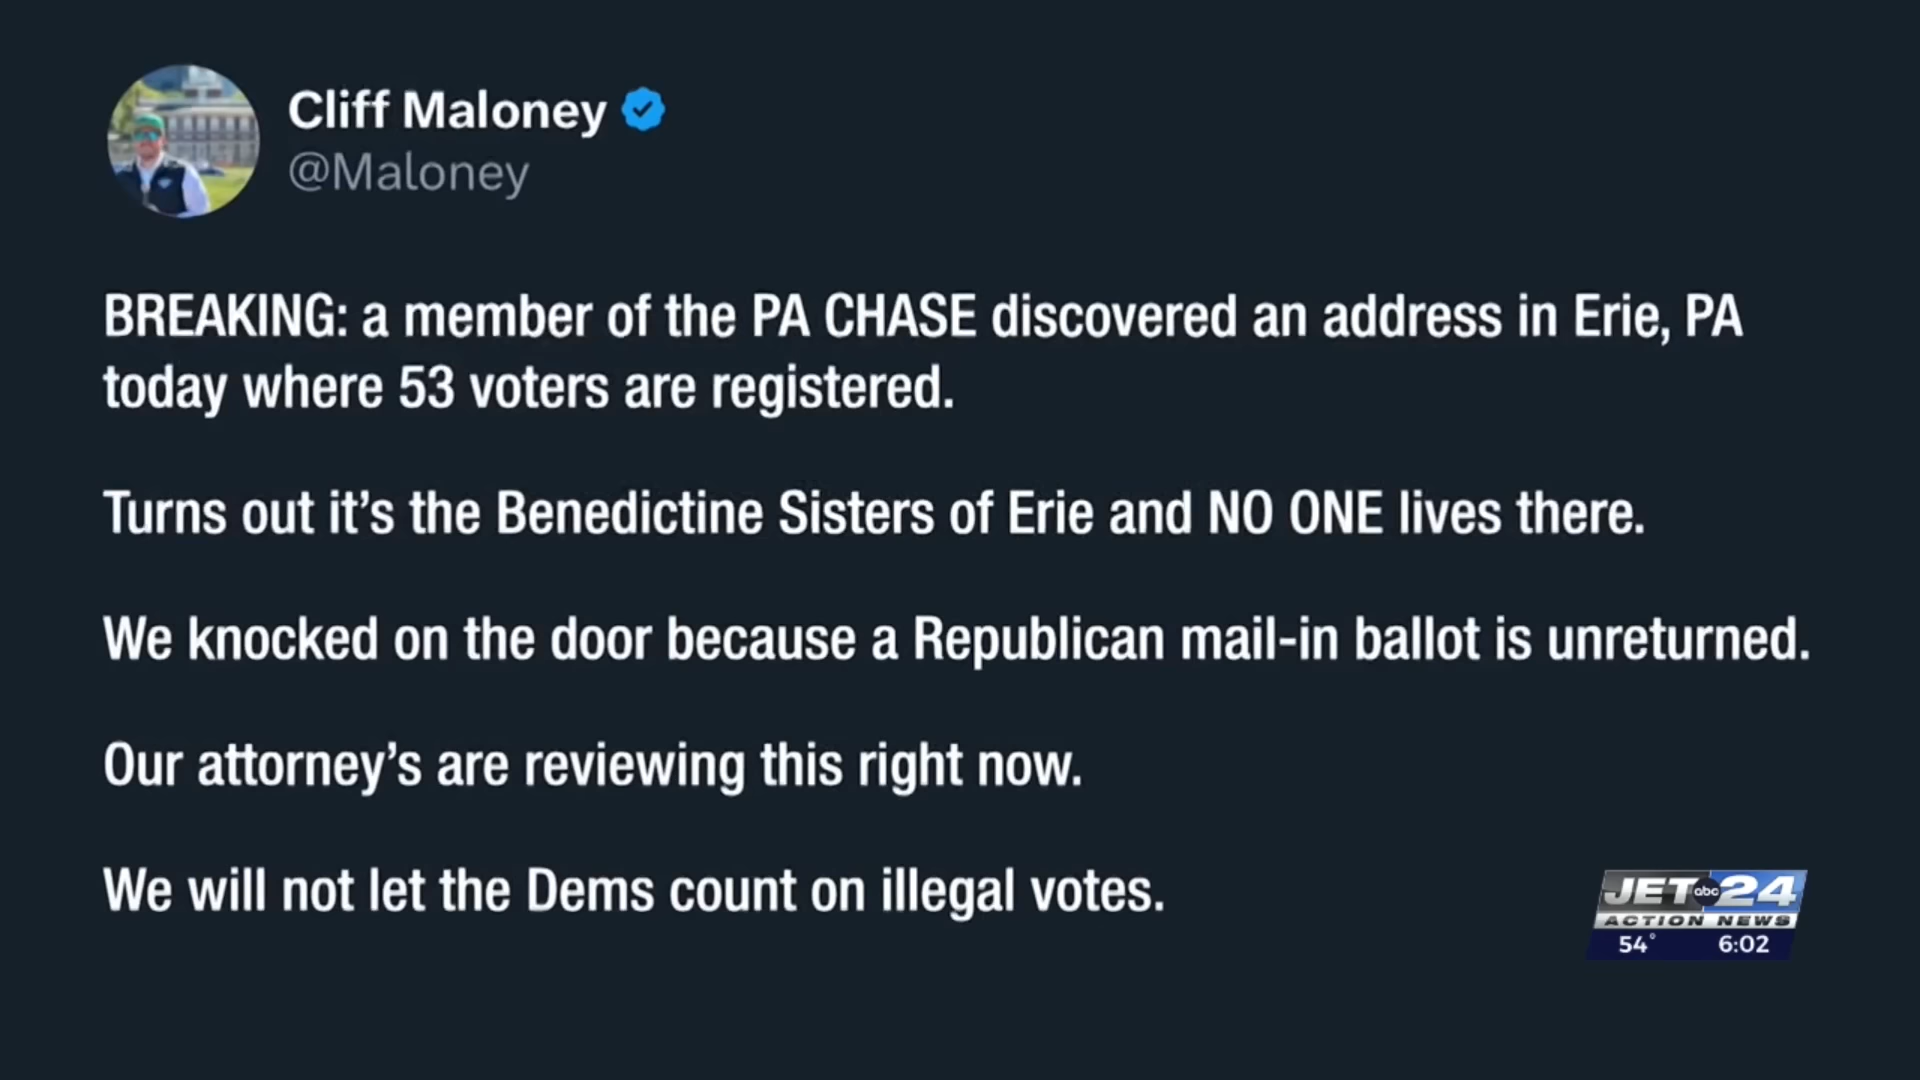 Cliff Maloney
@Maloney
BREAKING: a member of the PA CHASE discovered an address in Erie, PA
today where 53 voters are registered.
Turns out it’s the Benedictine Sisters of Erie and NO ONE lives there.
We knocked on the door because a Republican mail-in ballot is unreturned.
Our attorney’s are reviewing this right now.
We will not let the Dems count on illegal votes.
JET abc 24
ACTION NEWS
54° 6:02